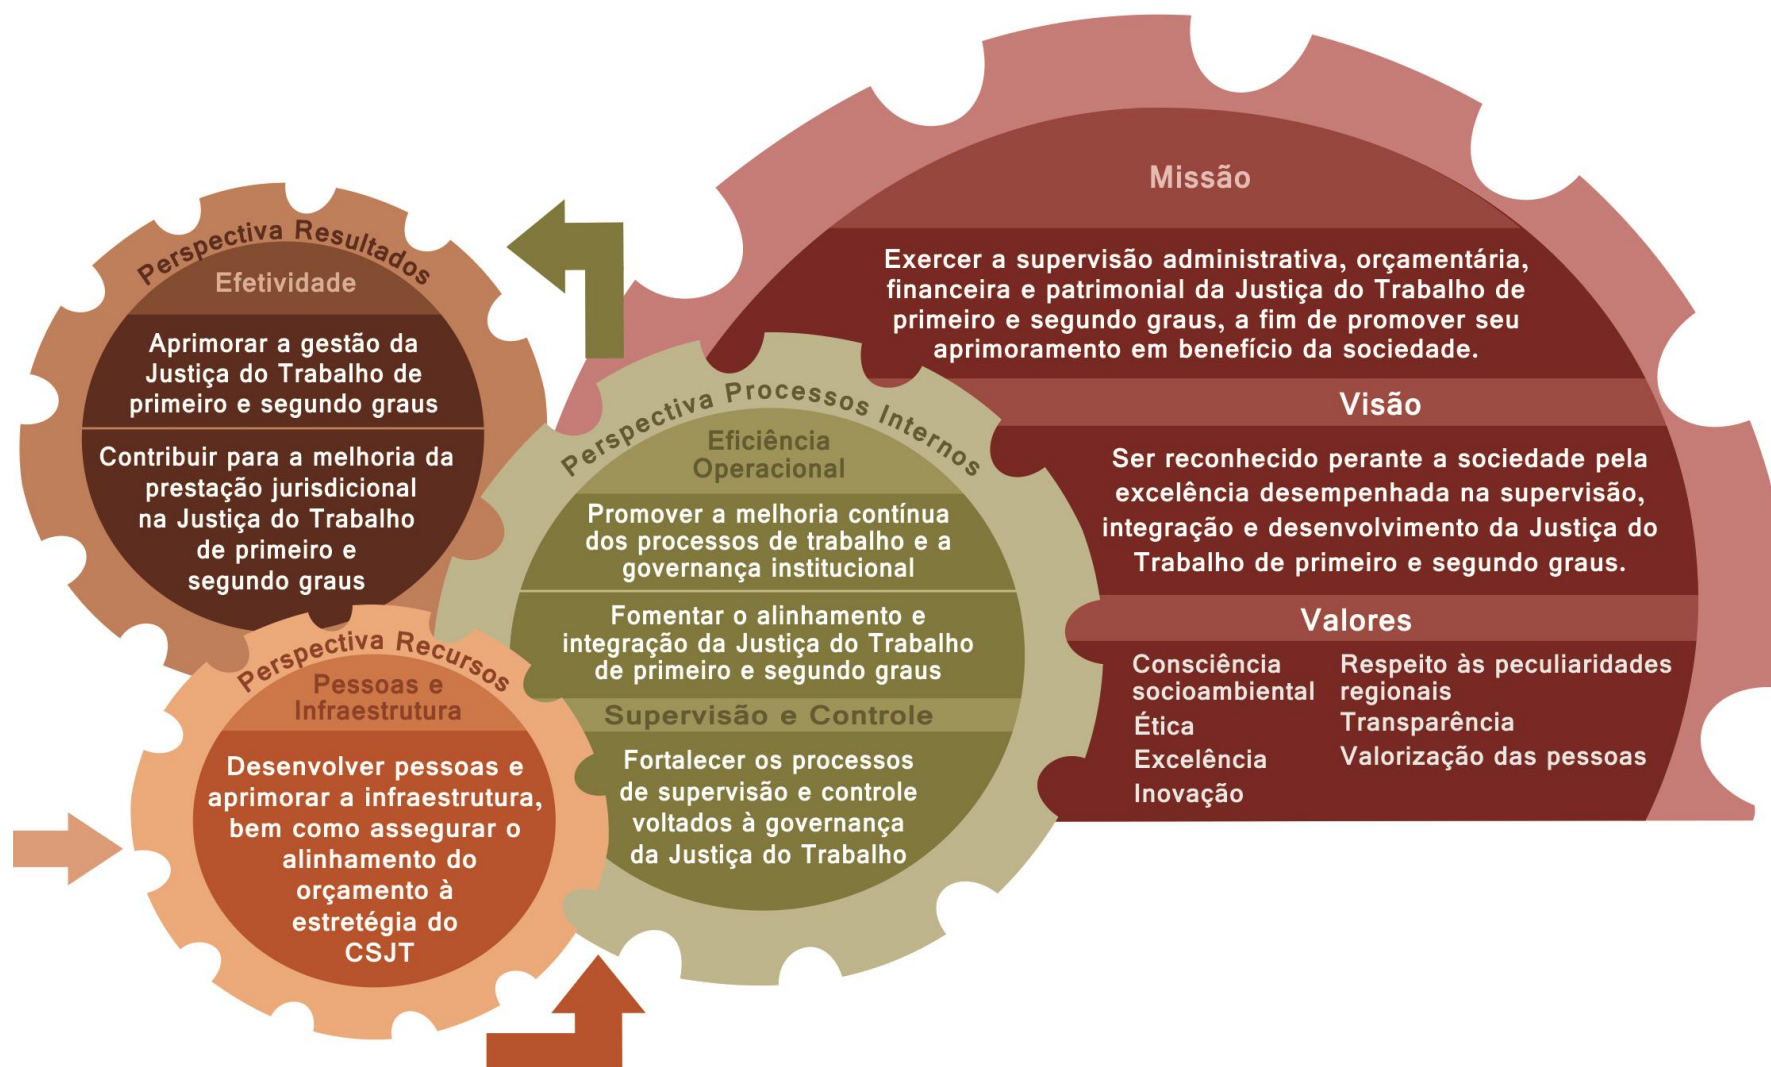 Perspectiva Resultados
Efetividade
Aprimorar a gestão da
Justiça do Trabalho de
primeiro e segundo graus
Contribuir para a melhoria da
prestação jurisdicional
na Justiça do Trabalho
de primeiro e
segundo graus
Perspectiva Recursos
Pessoas e
Infraestrutura
Desenvolver pessoas e
aprimorar a infraestrutura,
bem como assegurar o
alinhamento do
orçamento à
estretégia do
CSJT
Perspectiva Processos Internos
Eficiência
Operacional
Promover a melhoria contínua
dos processos de trabalho e a
governança institucional
Fomentar o alinhamento e
integração da Justiça do Trabalho
de primeiro e segundo graus
Supervisão e Controle
Fortalecer os processos
de supervisão e controle
voltados à governança
da Justiça do Trabalho
Missão
Exercer a supervisão administrativa, orçamentária,
financeira e patrimonial da Justiça do Trabalho de
primeiro e segundo graus, a fim de promover seu
aprimoramento em benefício da sociedade.
Visão
Ser reconhecido perante a sociedade pela
excelência desempenhada na supervisão,
integração e desenvolvimento da Justiça do
Trabalho de primeiro e segundo graus.
Valores
Consciência
socioambiental
Ética
Excelência
Inovação
Respeito às peculiaridades
regionais
Transparência
Valorização das pessoas